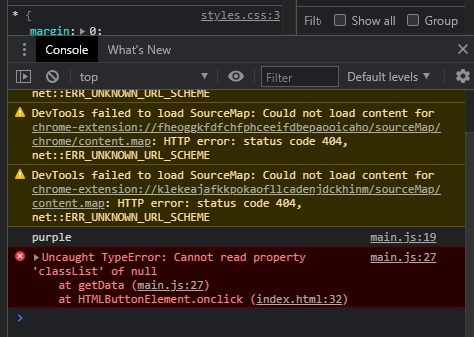 * {
styles.css:3
margin: 0;
Filt
Show all
Group
Console
What's New
top
Filter
Default levels
net::ERR_UNKNOWN_URL_SCHEME
DevTools failed to load SourceMap: Could not load content for
chrome-extension://fheoggkfdfchfphceeifdbepaooicaho/sourceMap/
chrome/content.map: HTTP error: status code 404,
net::ERR_UNKNOWN_URL_SCHEME
DevTools failed to load SourceMap: Could not load content for
chrome-extension://klekeajafkkpokaofllcadenjdckhinm/sourceMap/
content.map: HTTP error: status code 404,
net::ERR_UNKNOWN_URL_SCHEME
purple main.js:19
Uncaught TypeError: Cannot read property main.js:27
'classList' of null
at getData (main.js:27)
at HTMLButtonElement.onclick (index.html:32)